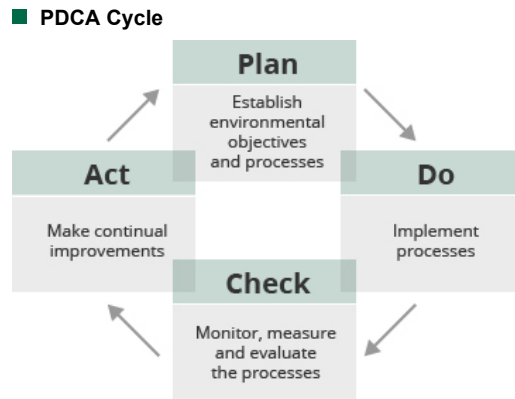 PDCA Cycle
Plan
Establish
environmental
objectives
and processes
Act
Make continual
improvements
Do
Implement
processes
Check
Monitor, measure
and evaluate
the processes